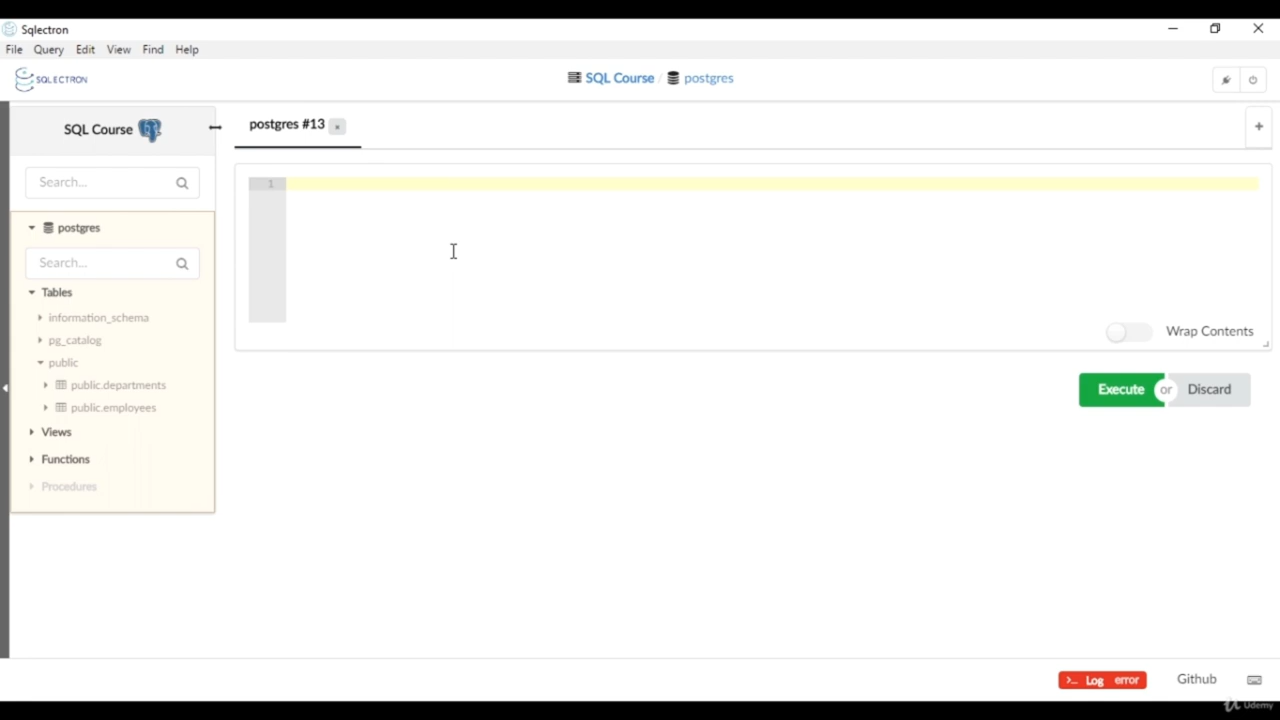 Sqlectron
File Query Edit View Find Help
SQLECTRON
SQL Course / postgres
SQL Course
postgres #13 ×
+
Search...
1
postgres
Search...
Tables
information_schema
pg_catalog
Wrap Contents
public
public.departments
Execute or Discard
public.employees
Views
Functions
Procedures
>_ Log error Github
Udemy